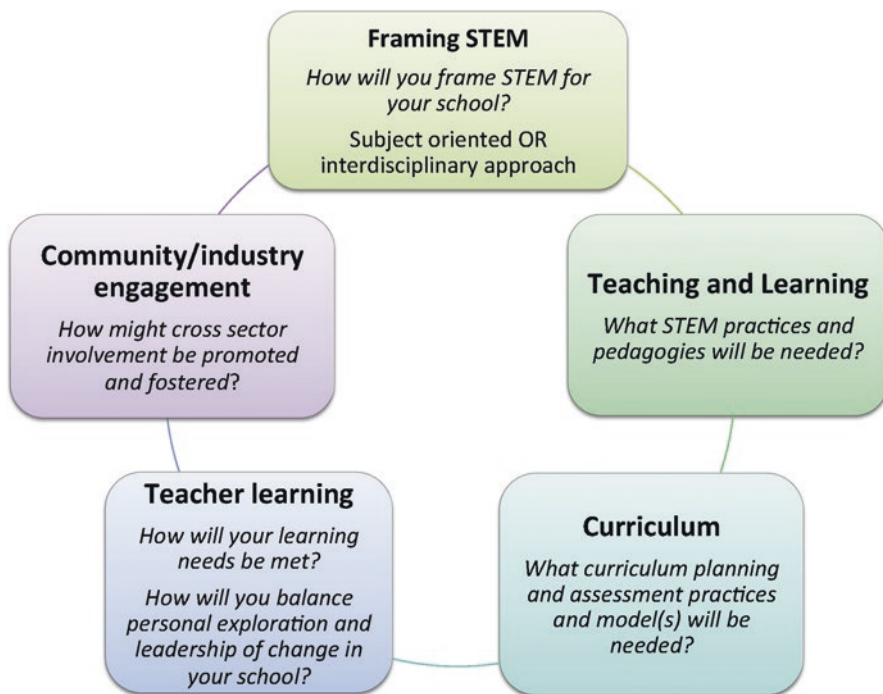 Framing STEM
How will you frame STEM for
your school?
Subject oriented OR
interdisciplinary approach
Community/industry
engagement
How might cross sector
involvement be promoted
and fostered?
Teaching and Learning
What STEM practices and
pedagogies will be needed?
Teacher learning
How will your learning
needs be met?
How will you balance
personal exploration and
leadership of change in
your school?
Curriculum
What curriculum planning
and assessment practices
and model(s) will be
needed?